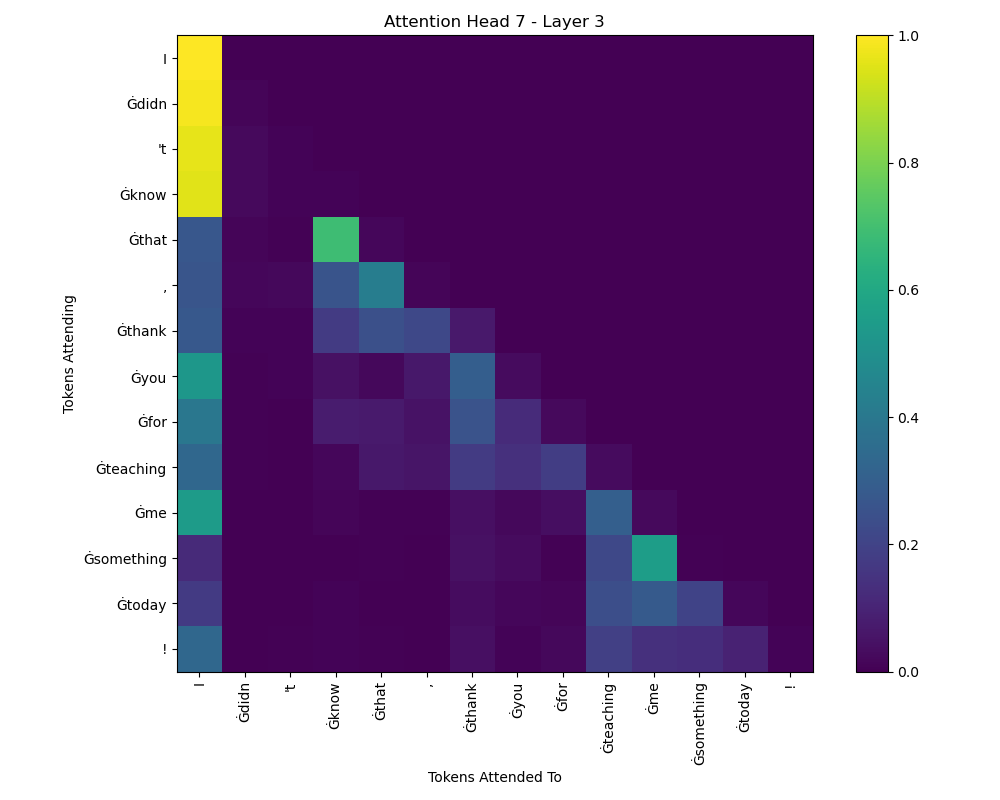 Attention Head 7 - Layer 3
Tokens Attending
I
Ġdidn
't
Ġknow
Ġthat
,
Ġthank
Ġyou
Ġfor
Ġteaching
Ġme
Ġsomething
Ġtoday
!
I
Ġdidn
't
Ġknow
Ġthat
,
Ġthank
Ġyou
Ġfor
Ġteaching
Ġme
Ġsomething
Ġtoday
!
Tokens Attended To
1.0
0.8
0.6
0.4
0.2
0.0